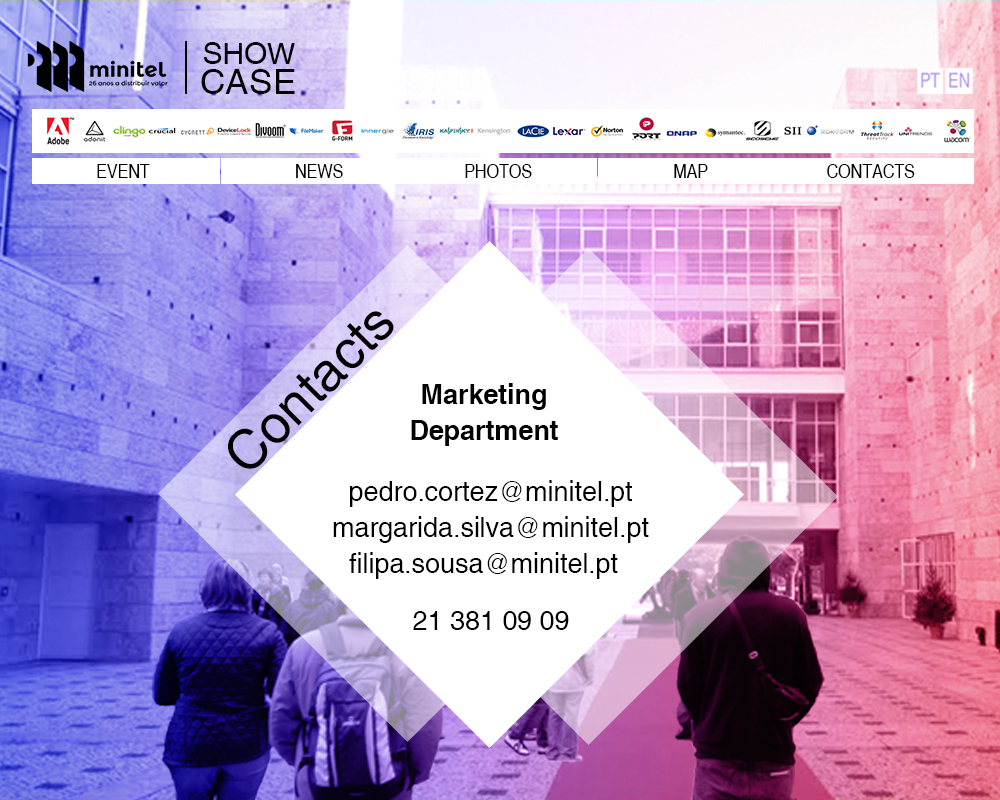 minitel
26 anos a distribuir valor
SHOW
CASE
PT EN
Adobe adonit clingo crucial CYGNETT DeviceLock Divoom FileMaker G-FORM innergie IRIS Kensington LACIE Lexar Norton PORT QNAP symantec. SCOSCHE SII ThreatTrack UNITRENDS wacom
EVENT NEWS PHOTOS MAP CONTACTS
Contacts
Marketing
Department
pedro.cortez@minitel.pt
margarida.silva@minitel.pt
filipa.sousa@minitel.pt
21 381 09 09